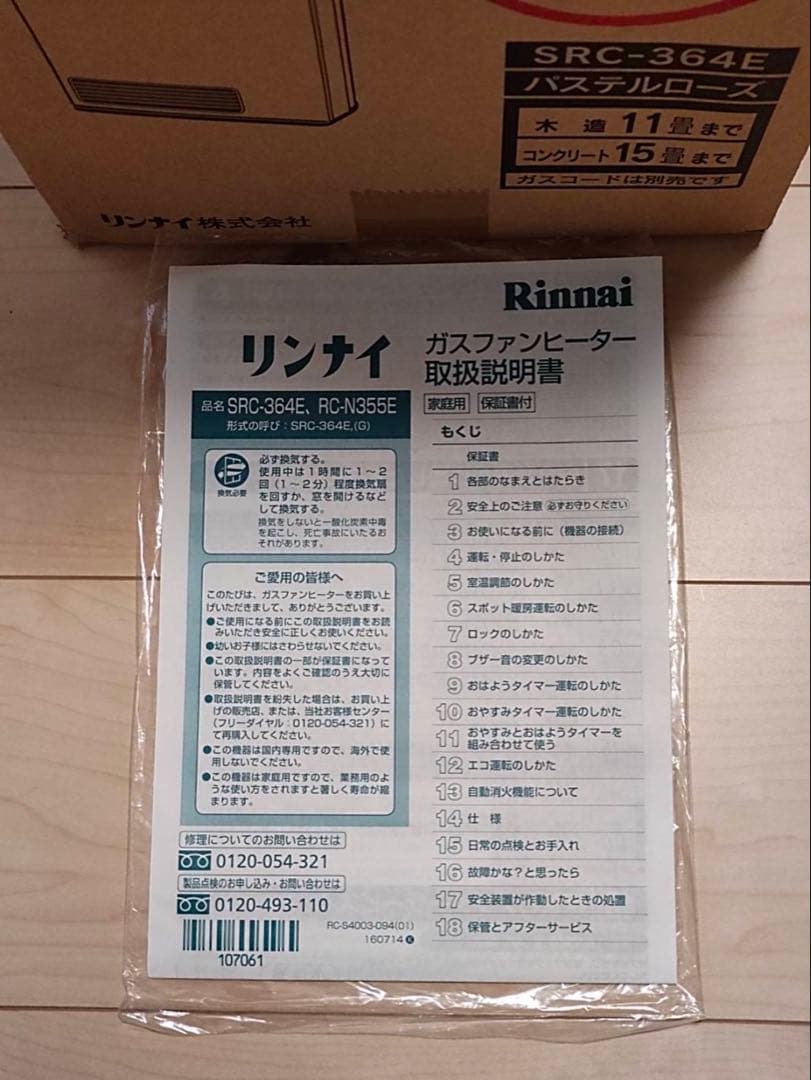 SRC-364E
パステルローズ
木造 11畳まで
コンクリート 15畳まで
ガスコードは別売です
リンナイ株式会社
Rinnai
リンナイ
ガスファンヒーター
取扱説明書
家庭用 保証書付
品名 SRC-364E、RC-N355E
形式の呼び：SRC-364E,(G)
換気必要
必ず換気する。
使用中は1時間に1～2
回（1～2分）程度換気扇
を回すか、窓を開けるなど
して換気する。
換気をしないと一酸化炭素中毒
を起こし、死亡事故にいたるお
それがあります。
ご愛用の皆様へ
このたびは、ガスファンヒーターをお買い上
げいただきまして、ありがとうございます。
●ご使用になる前にこの取扱説明書をお読
みいただき安全に正しくお使いください。
●幼いお子様にはさわらせないでください。
●この取扱説明書の一部が保証書になって
います。内容をよくご確認のうえ大切に
保管してください。
●取扱説明書を紛失した場合は、お買い上
げの販売店、または、当社お客様センター
（フリーダイヤル：0120-054-321）に
て再購入してください。
●この機器は国内専用ですので、海外で使
用しないでください。
●この機器は家庭用ですので、業務用のよ
うな使い方をされますと著しく寿命が縮
まります。
修理についてのお問い合わせは
0120-054-321
製品点検のお申し込み・お問い合わせは
0120-493-110
RC-S4003-094(01)
160714 K
107061
もくじ
保証書
1 各部のなまえとはたらき
2 安全上のご注意 必ずお守りください
3 お使いになる前に（機器の接続）
4 運転・停止のしかた
5 室温調節のしかた
6 スポット暖房運転のしかた
7 ロックのしかた
8 ブザー音の変更のしかた
9 おはようタイマー運転のしかた
10 おやすみタイマー運転のしかた
11 おやすみとおはようタイマーを
組み合わせて使う
12 エコ運転のしかた
13 自動消火機能について
14 仕様
15 日常の点検とお手入れ
16 故障かな？と思ったら
17 安全装置が作動したときの処置
18 保管とアフターサービス